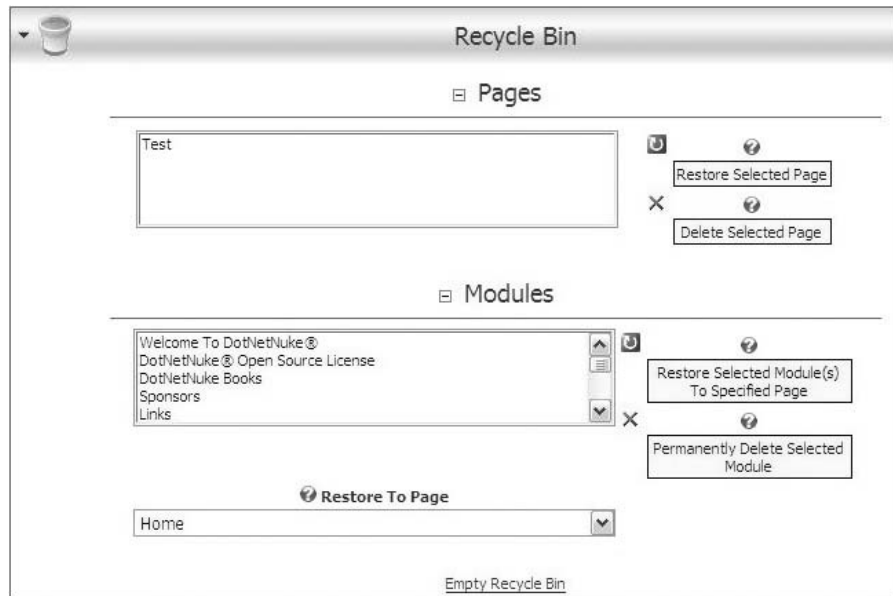 Recycle Bin
Pages
Test
Restore Selected Page
Delete Selected Page
Modules
Welcome To DotNetNuke®
DotNetNuke® Open Source License
DotNetNuke Books
Sponsors
Links
Restore Selected Module(s)
To Specified Page
Permanently Delete Selected
Module
Restore To Page
Home
Empty Recycle Bin